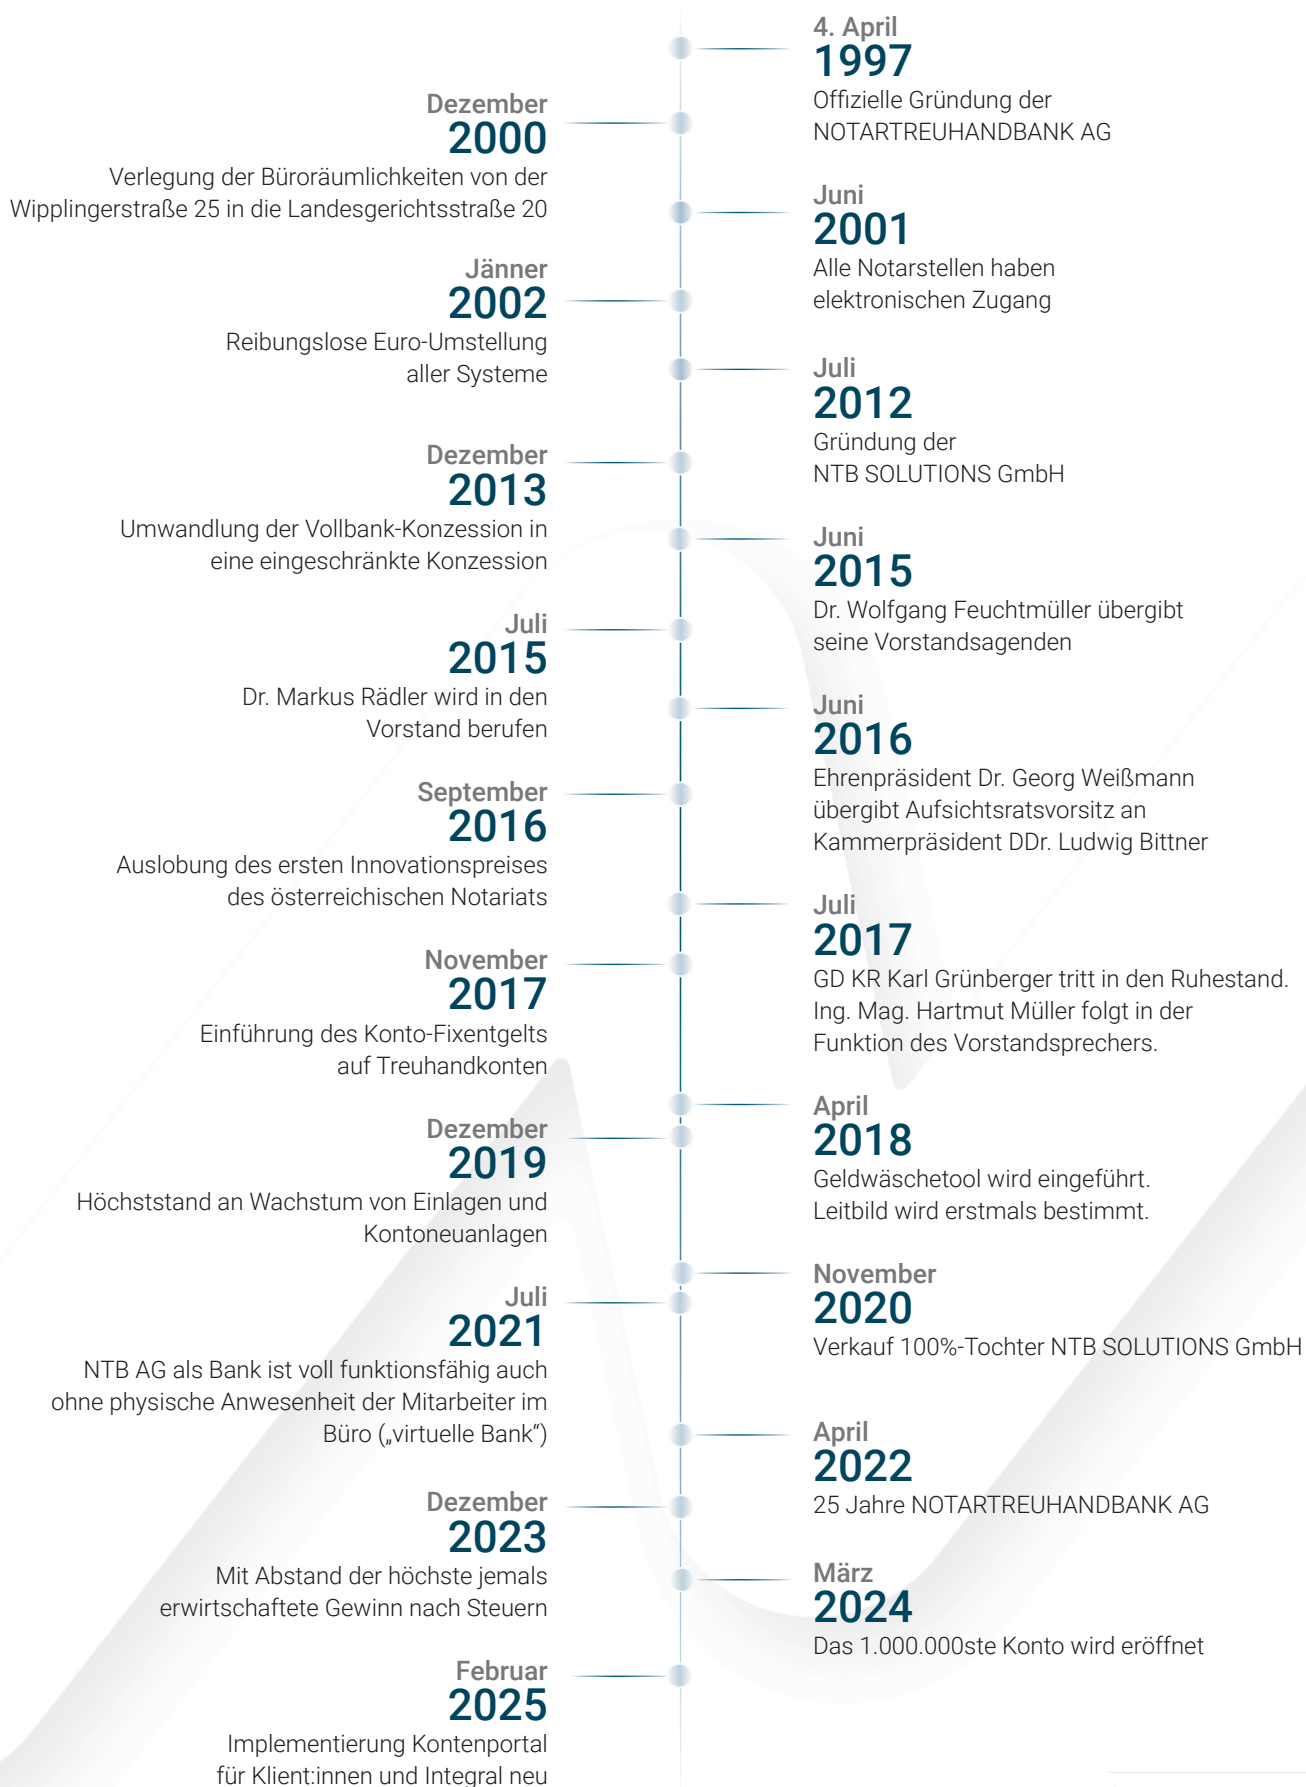 4. April
1997
Offizielle Gründung der
NOTARTREUHANDBANK AG
Dezember
2000
Verlegung der Büroräumlichkeiten von der
Wipplingerstraße 25 in die Landesgerichtsstraße 20
Juni
2001
Alle Notarstellen haben
elektronischen Zugang
Jänner
2002
Reibungslose Euro-Umstellung
aller Systeme
Juli
2012
Gründung der
NTB SOLUTIONS GmbH
Dezember
2013
Umwandlung der Vollbank-Konzession in
eine eingeschränkte Konzession
Juni
2015
Dr. Wolfgang Feuchtmüller übergibt
seine Vorstandsagenden
Juli
2015
Dr. Markus Rädler wird in den
Vorstand berufen
Juni
2016
Ehrenpräsident Dr. Georg Weißmann
übergibt Aufsichtsratsvorsitz an
Kammerpräsident DDr. Ludwig Bittner
September
2016
Auslobung des ersten Innovationspreises
des österreichischen Notariats
Juli
2017
GD KR Karl Grünberger tritt in den Ruhestand.
Ing. Mag. Hartmut Müller folgt in der
Funktion des Vorstandsprechers.
November
2017
Einführung des Konto-Fixentgelts
auf Treuhandkonten
April
2018
Geldwäschetool wird eingeführt.
Leitbild wird erstmals bestimmt.
Dezember
2019
Höchststand an Wachstum von Einlagen und
Kontoneuanlagen
November
2020
Verkauf 100%-Tochter NTB SOLUTIONS GmbH
Juli
2021
NTB AG als Bank ist voll funktionsfähig auch
ohne physische Anwesenheit der Mitarbeiter im
Büro („virtuelle Bank“)
April
2022
25 Jahre NOTARTREUHANDBANK AG
Dezember
2023
Mit Abstand der höchste jemals
erwirtschaftete Gewinn nach Steuern
März
2024
Das 1.000.000ste Konto wird eröffnet
Februar
2025
Implementierung Kontenportal
für Klient:innen und Integral neu